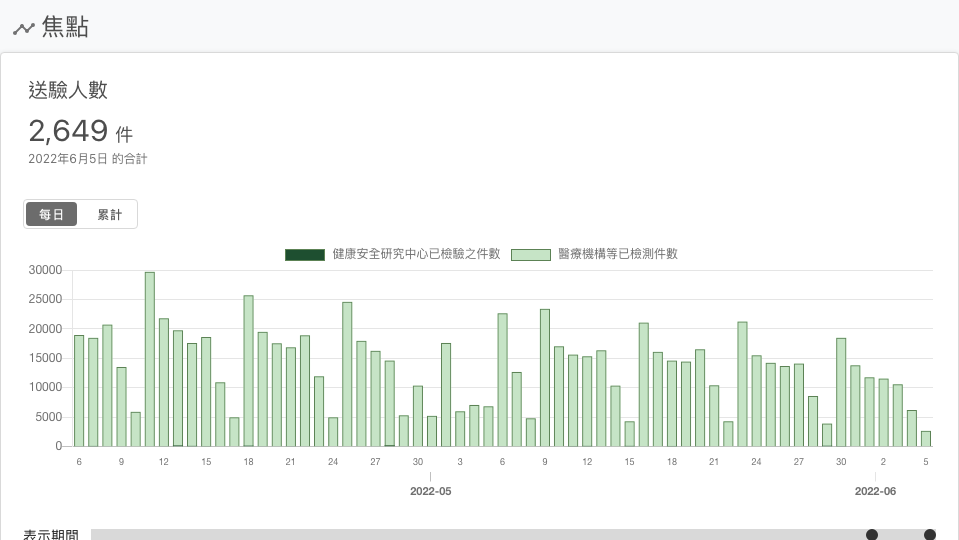 焦點
送驗人數
2,649 件
2022年6月5日 的合計
每日 累計
健康安全研究中心已檢驗之件數 醫療機構等已檢測件數
30000
25000
20000
15000
10000
5000
0
6 9 12 15 18 21 24 27 30 3 6 9 12 15 18 21 24 27 30 2 5
2022-05 2022-06
表示期間